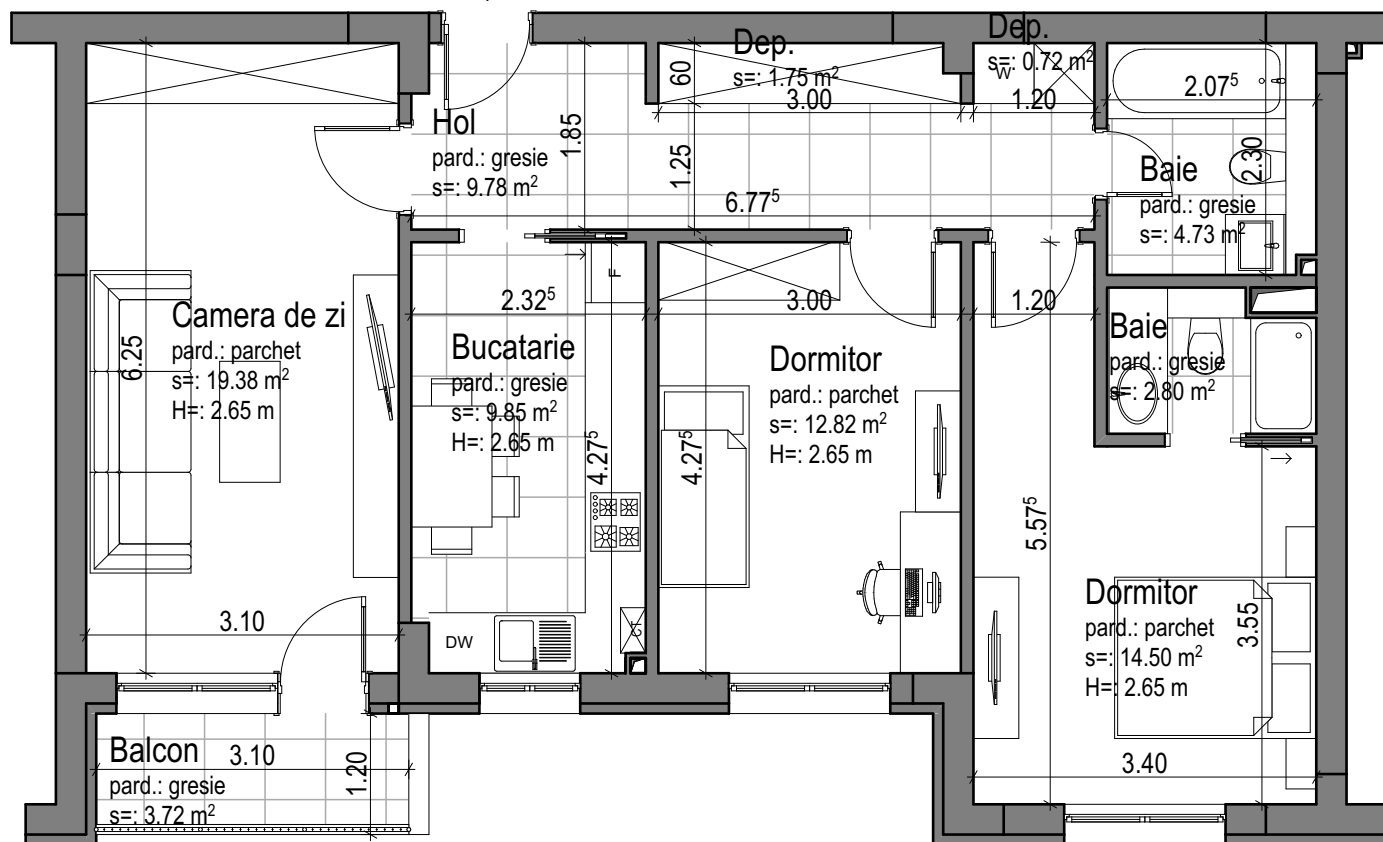 Dep.
s=: 1.75 m²
3.00
60
Dep.
s=: 0.72 m²
W
1.20
2.07⁵
Hol
pard.: gresie
s=: 9.78 m²
1.85
1.25
6.77⁵
2.30
Baie
pard.: gresie
s=: 4.73 m²
Camera de zi
pard.: parchet
s=: 19.38 m²
H=: 2.65 m
6.25
3.10
F
2.32⁵
Bucatarie
pard.: gresie
s=: 9.85 m²
H=: 2.65 m
4.27⁵
DW
CT
3.00
Dormitor
pard.: parchet
s=: 12.82 m²
H=: 2.65 m
4.27⁵
1.20
Baie
pard.: gresie
s=: 2.80 m²
5.57⁵
Dormitor
pard.: parchet
s=: 14.50 m²
H=: 2.65 m
3.55
3.40
Balcon
pard.: gresie
s=: 3.72 m²
3.10
1.20